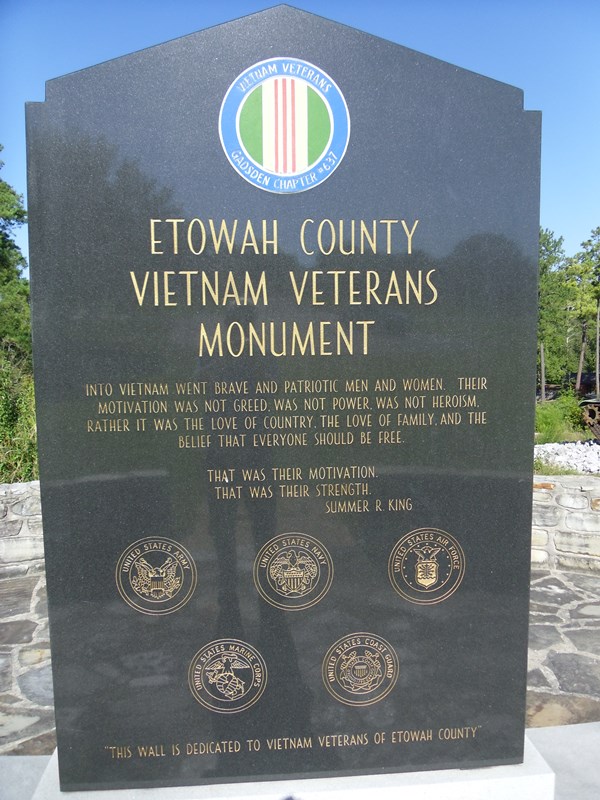 VIETNAM VETERANS
GADSDEN CHAPTER #637
ETOWAH COUNTY
VIETNAM VETERANS
MONUMENT
INTO VIETNAM WENT BRAVE AND PATRIOTIC MEN AND WOMEN. THEIR
MOTIVATION WAS NOT GREED, WAS NOT POWER, WAS NOT HEROISM.
RATHER IT WAS THE LOVE OF COUNTRY, THE LOVE OF FAMILY, AND THE
BELIEF THAT EVERYONE SHOULD BE FREE.
THAT WAS THEIR MOTIVATION.
THAT WAS THEIR STRENGTH.
SUMMER R. KING
UNITED STATES ARMY
UNITED STATES NAVY
UNITED STATES AIR FORCE
UNITED STATES MARINE CORPS
UNITED STATES COAST GUARD
"THIS WALL IS DEDICATED TO VIETNAM VETERANS OF ETOWAH COUNTY"